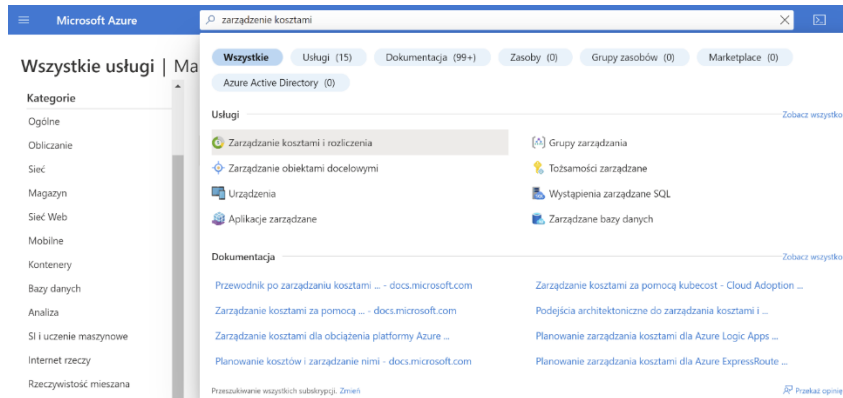 Microsoft Azure
zarządzenie kosztami
Wszystkie usługi | Ma
Kategorie
Ogólne
Obliczanie
Sieć
Magazyn
Sieć Web
Mobilne
Kontenery
Bazy danych
Analiza
SI i uczenie maszynowe
Internet rzeczy
Rzeczywistość mieszana
Wszystkie Usługi (15) Dokumentacja (99+) Zasoby (0) Grupy zasobów (0) Marketplace (0)
Azure Active Directory (0)
Usługi Zobacz wszystko
Zarządzanie kosztami i rozliczenia Grupy zarządzania
Zarządzanie obiektami docelowymi Tożsamości zarządzane
Urządzenia Wystąpienia zarządzane SQL
Aplikacje zarządzane Zarządzane bazy danych
Dokumentacja Zobacz wszystko
Przewodnik po zarządzaniu kosztami ... - docs.microsoft.com Zarządzanie kosztami za pomocą kubecost - Cloud Adoption ...
Zarządzanie kosztami za pomocą ... - docs.microsoft.com Podejścia architektoniczne do zarządzania kosztami i ...
Zarządzanie kosztami dla obciążenia platformy Azure ... Planowanie zarządzania kosztami dla Azure Logic Apps ...
Planowanie kosztów i zarządzanie nimi - docs.microsoft.com Planowanie zarządzania kosztami dla Azure ExpressRoute ...
Przeszukiwanie wszystkich subskrypcji. Zmień Przekaż opinię